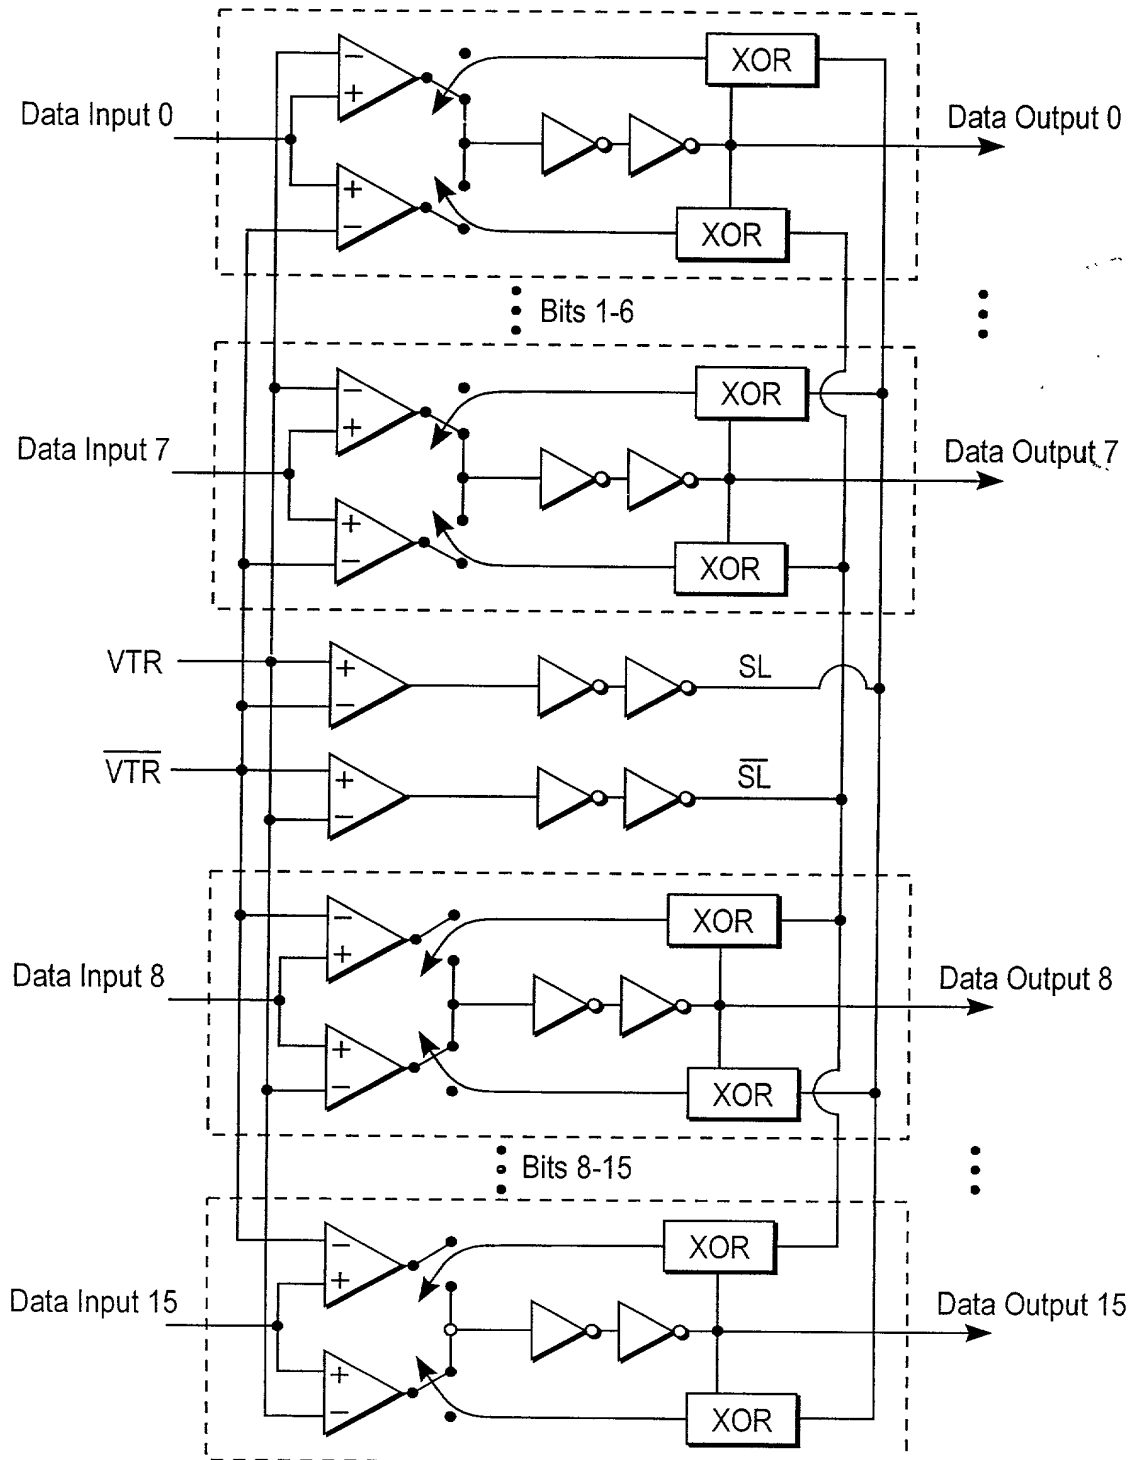 XOR
Data Input 0
Data Output 0
+
−
+
−
XOR
Bits 1-6
XOR
Data Input 7
Data Output 7
−
+
+
−
XOR
VTR
+
−
SL
V̅T̅R̅
+
−
S̅L̅
XOR
−
+
Data Input 8
Data Output 8
+
−
XOR
Bits 8-15
XOR
−
+
Data Input 15
Data Output 15
+
−
XOR